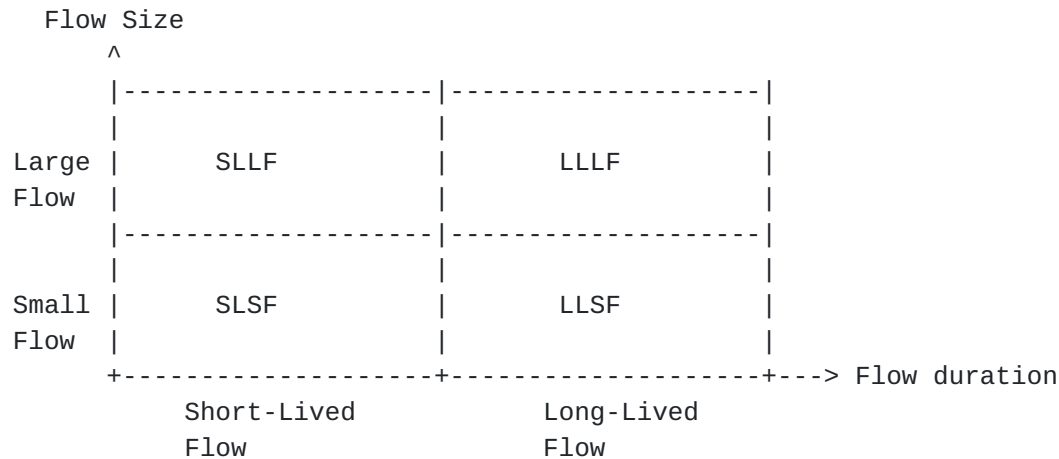 Flow Size
^
|--------------------|--------------------|
| | |
Large | SLLF | LLLF |
Flow | | |
|--------------------|--------------------|
| | |
Small | SLSF | LLSF |
Flow | | |
+--------------------+--------------------+---> Flow duration
Short-Lived Long-Lived
Flow Flow